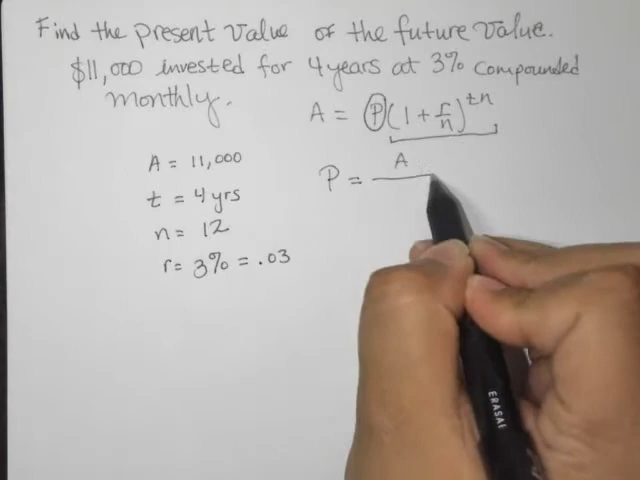 Find the present value of the future value.
$11,000 invested for 4 years at 3% compounded
monthly.
A = P(1 + r/n)^tn
A = 11,000
t = 4 yrs
n = 12
r = 3% = .03
P = A
ERASAI